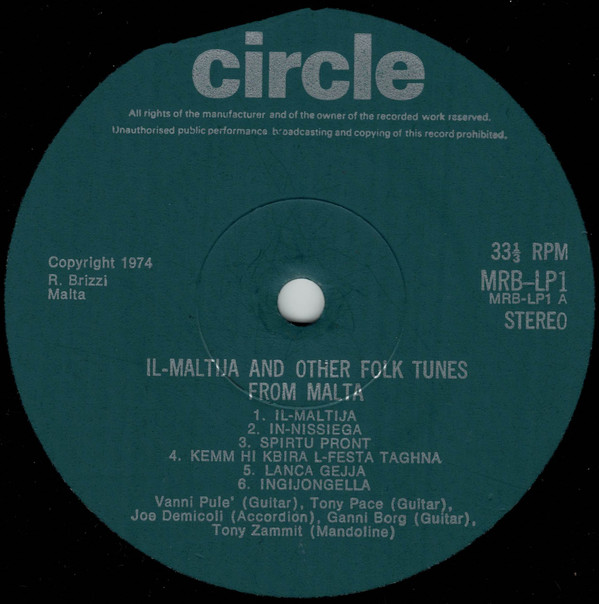 circle
All rights of the manufacturer and of the owner of the recorded work reserved.
Unauthorised public performance broadcasting and copying of this record prohibited.
Copyright 1974
R. Brizzi
Malta
33⅓ RPM
MRB-LP1
MRB-LP1 A
STEREO
IL-MALTIJA AND OTHER FOLK TUNES
FROM MALTA
1. IL-MALTIJA
2. IN-NISSIEGA
3. SPIRTU PRONT
4. KEMM HI KBIRA L-FESTA TAGHNA
5. LANCA GEJJA
6. INGIJONGELLA
Vanni Pule' (Guitar), Tony Pace (Guitar),
Joe Demicoli (Accordion), Ganni Borg (Guitar),
Tony Zammit (Mandoline)